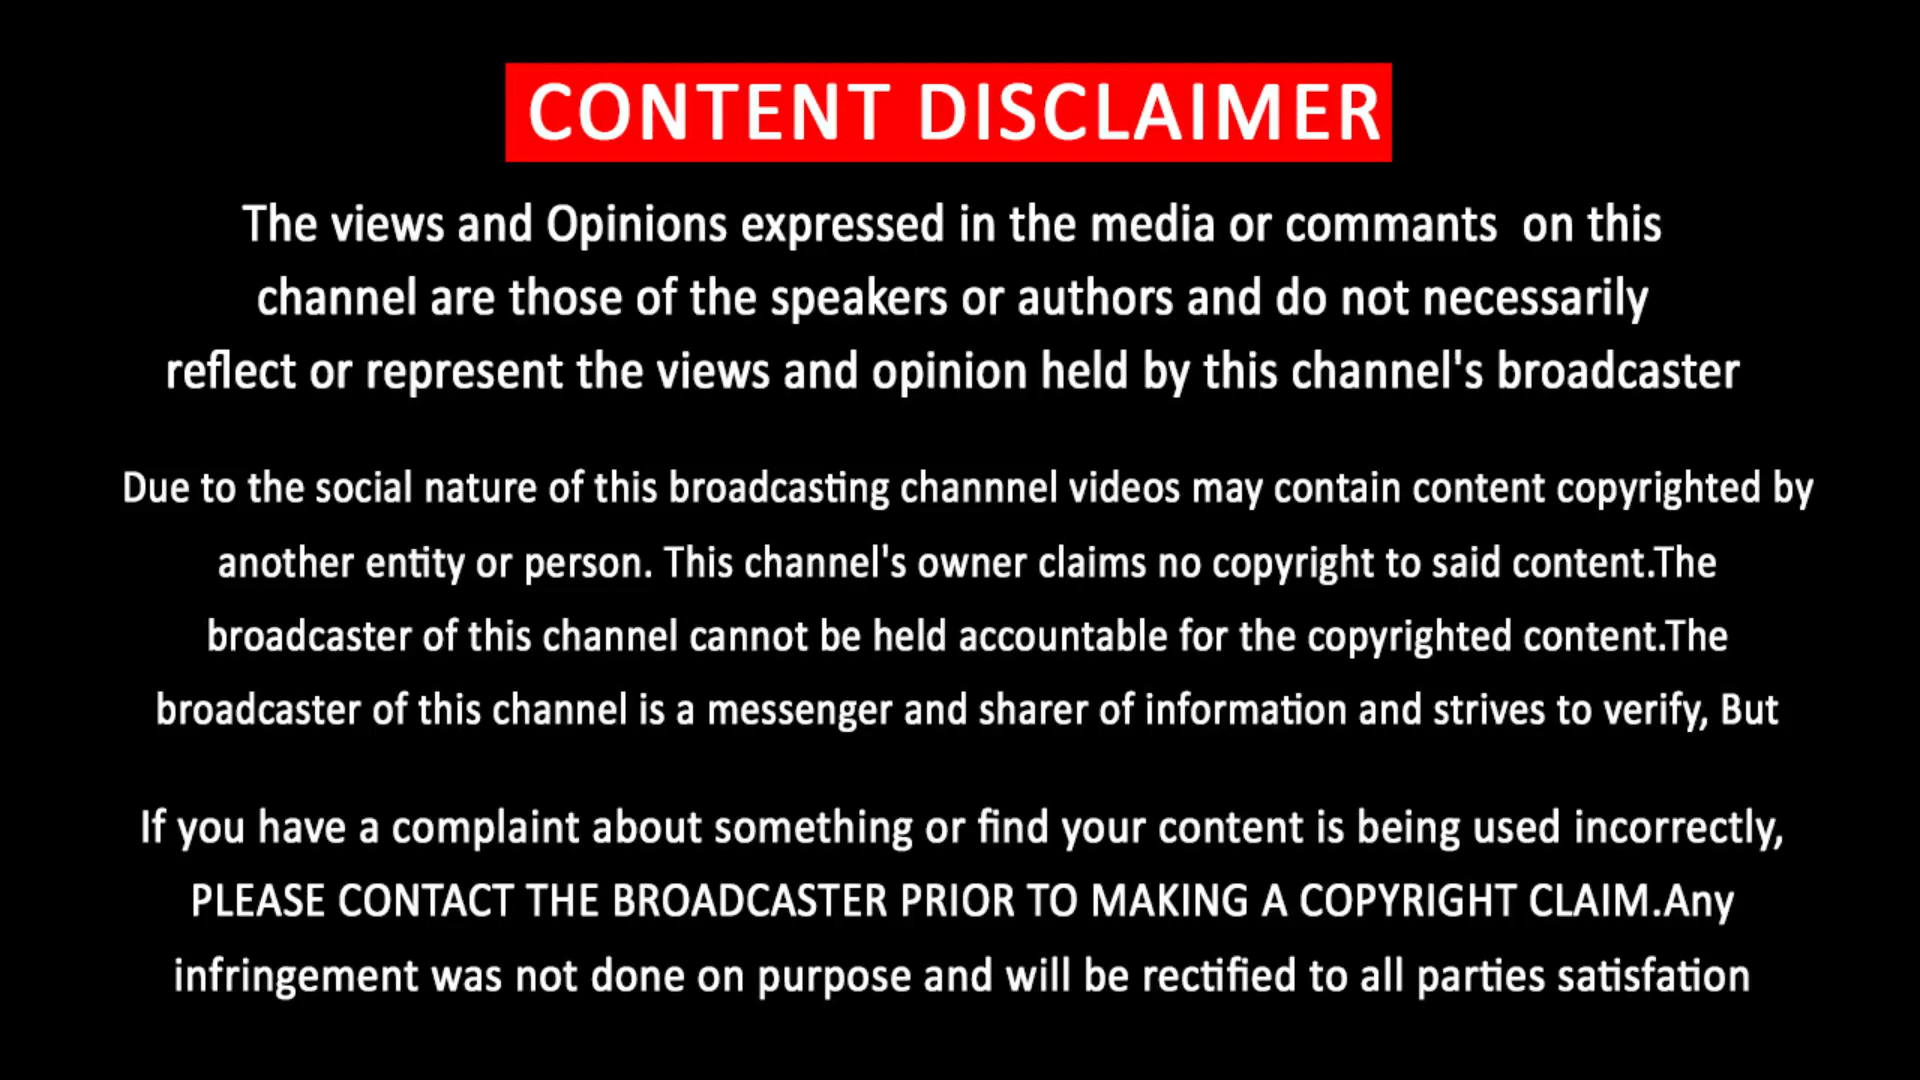 CONTENT DISCLAIMER
The views and Opinions expressed in the media or commants on this
channel are those of the speakers or authors and do not necessarily
reflect or represent the views and opinion held by this channel's broadcaster
Due to the social nature of this broadcasting channnel videos may contain content copyrighted by
another entity or person. This channel's owner claims no copyright to said content.The
broadcaster of this channel cannot be held accountable for the copyrighted content.The
broadcaster of this channel is a messenger and sharer of information and strives to verify, But
If you have a complaint about something or find your content is being used incorrectly,
PLEASE CONTACT THE BROADCASTER PRIOR TO MAKING A COPYRIGHT CLAIM.Any
infringement was not done on purpose and will be rectified to all parties satisfation